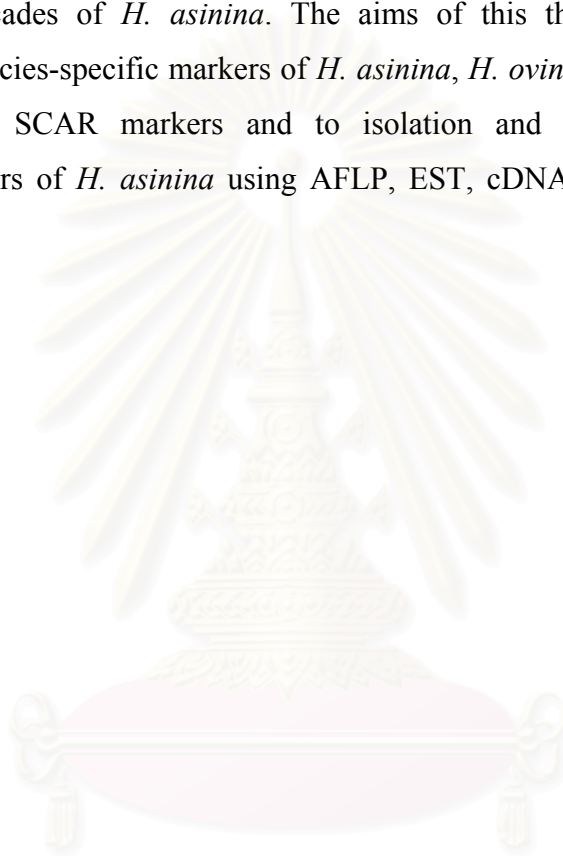 cades of H. asinina. The aims of this th
cies-specific markers of H. asinina, H. ovin
SCAR markers and to isolation and
rs of H. asinina using AFLP, EST, cDNA